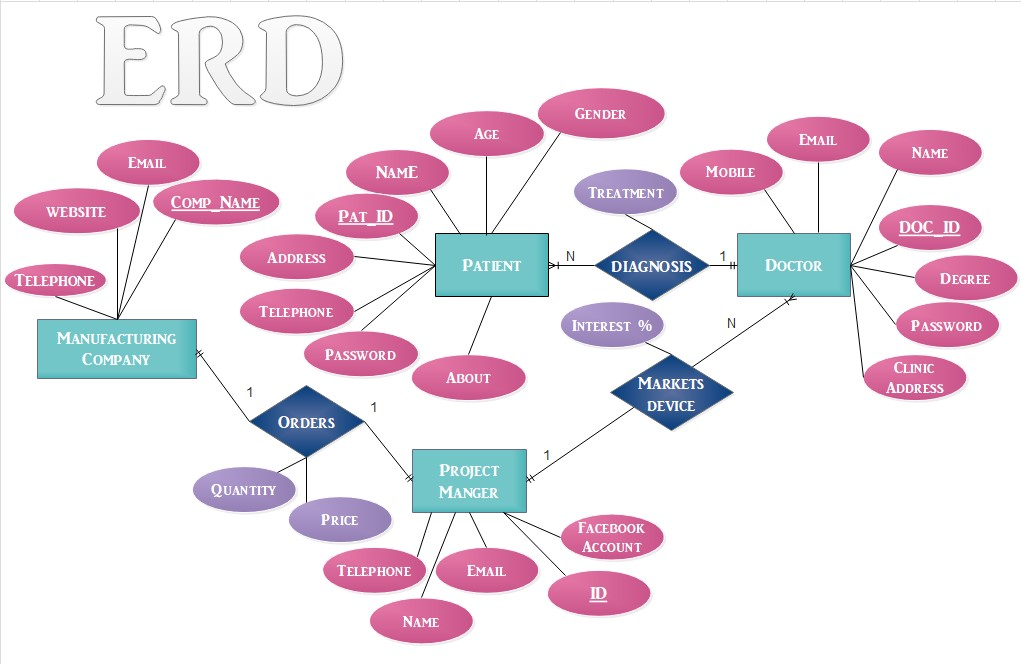 ERD
Gender
Age
Email
Name
Email
Mobile
Name
Treatment
Website
Comp_Name
Pat_ID
DOC_ID
Address
Patient
N
Diagnosis
1
Doctor
Degree
Telephone
Telephone
Interest %
Password
N
Manufacturing
Company
Password
About
Clinic
Address
Markets
device
1
1
Orders
1
Project
Manger
Quantity
Price
Facebook
Account
Telephone
Email
ID
Name